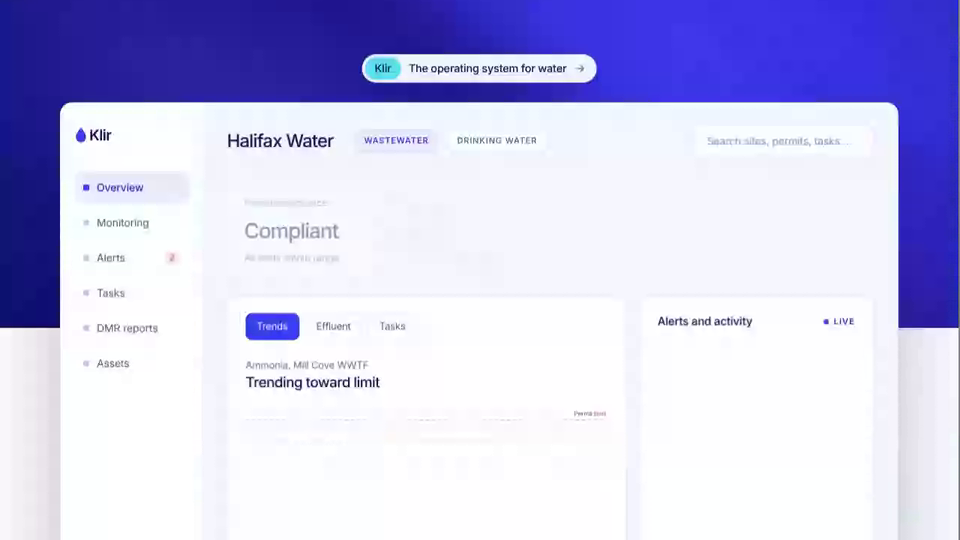 Klir The operating system for water →
Klir
Halifax Water WASTEWATER DRINKING WATER Search sites, permits, tasks...
Overview
Monitoring
Alerts 2
Tasks
DMR reports
Assets
Compliant
Trends Effluent Tasks
Ammonia, Mill Cove WWTF
Trending toward limit
Permit limit
Alerts and activity LIVE